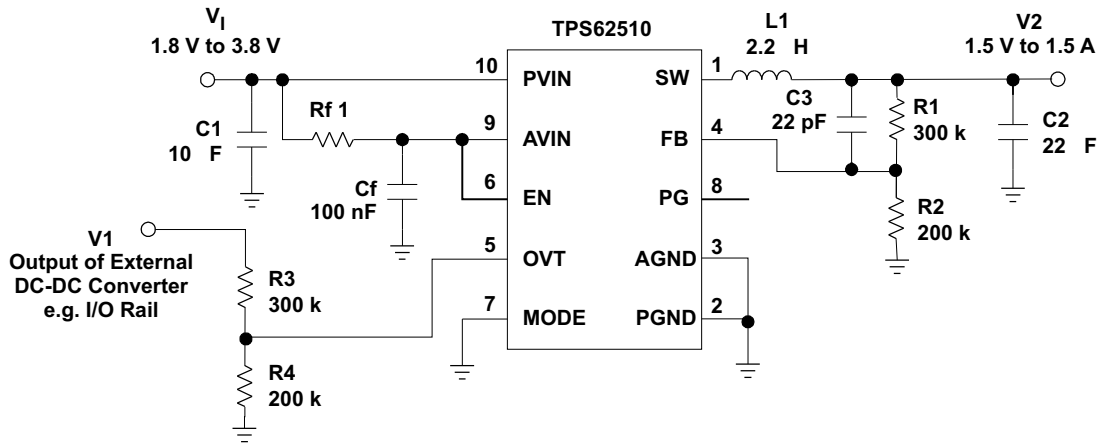 TPS62510
V_I
1.8 V to 3.8 V
L1
2.2 H
V2
1.5 V to 1.5 A
10
PVIN
SW
1
C1
10 F
Rf 1
9
AVIN
FB
4
C3
22 pF
R1
300 k
C2
22 F
Cf
100 nF
6
EN
PG
8
R2
200 k
V1
Output of External
DC-DC Converter
e.g. I/O Rail
5
OVT
AGND
3
R3
300 k
7
MODE
PGND
2
R4
200 k